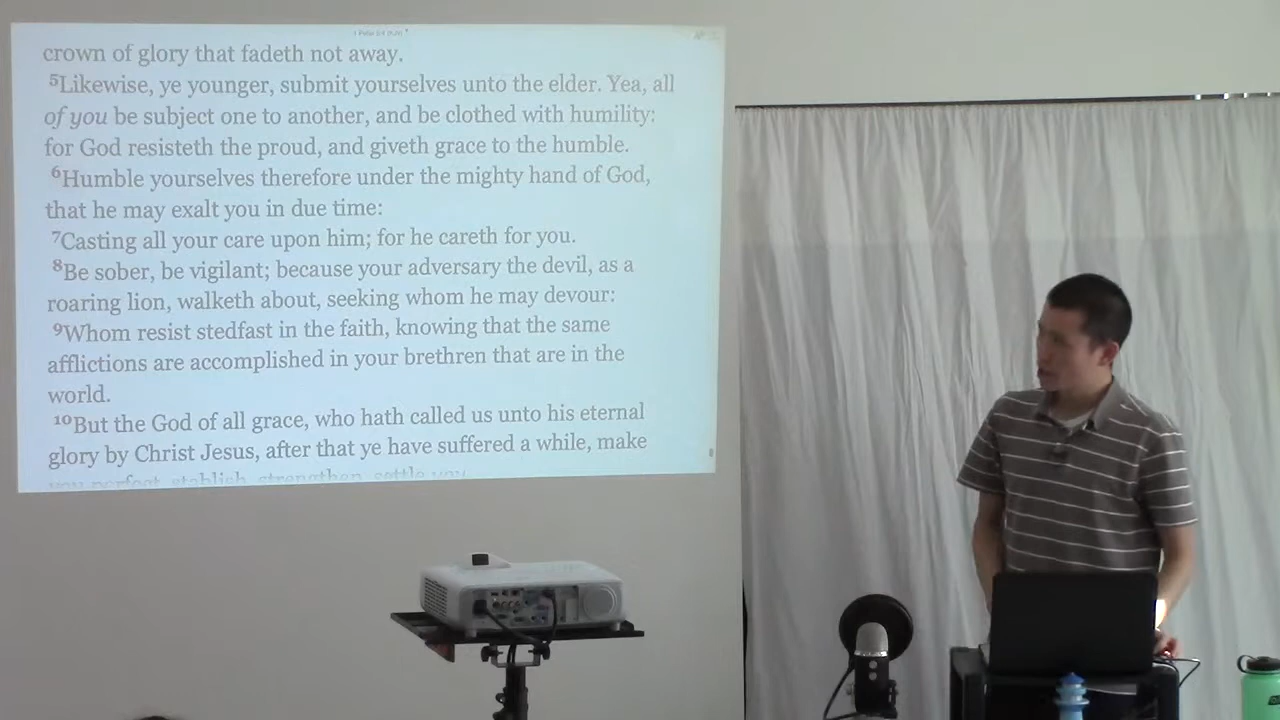 crown of glory that fadeth not away.
⁵Likewise, ye younger, submit yourselves unto the elder. Yea, all
of you be subject one to another, and be clothed with humility:
for God resisteth the proud, and giveth grace to the humble.
⁶Humble yourselves therefore under the mighty hand of God,
that he may exalt you in due time:
⁷Casting all your care upon him; for he careth for you.
⁸Be sober, be vigilant; because your adversary the devil, as a
roaring lion, walketh about, seeking whom he may devour:
⁹Whom resist stedfast in the faith, knowing that the same
afflictions are accomplished in your brethren that are in the
world.
¹⁰But the God of all grace, who hath called us unto his eternal
glory by Christ Jesus, after that ye have suffered a while, make
you perfect, stablish, strengthen, settle you.